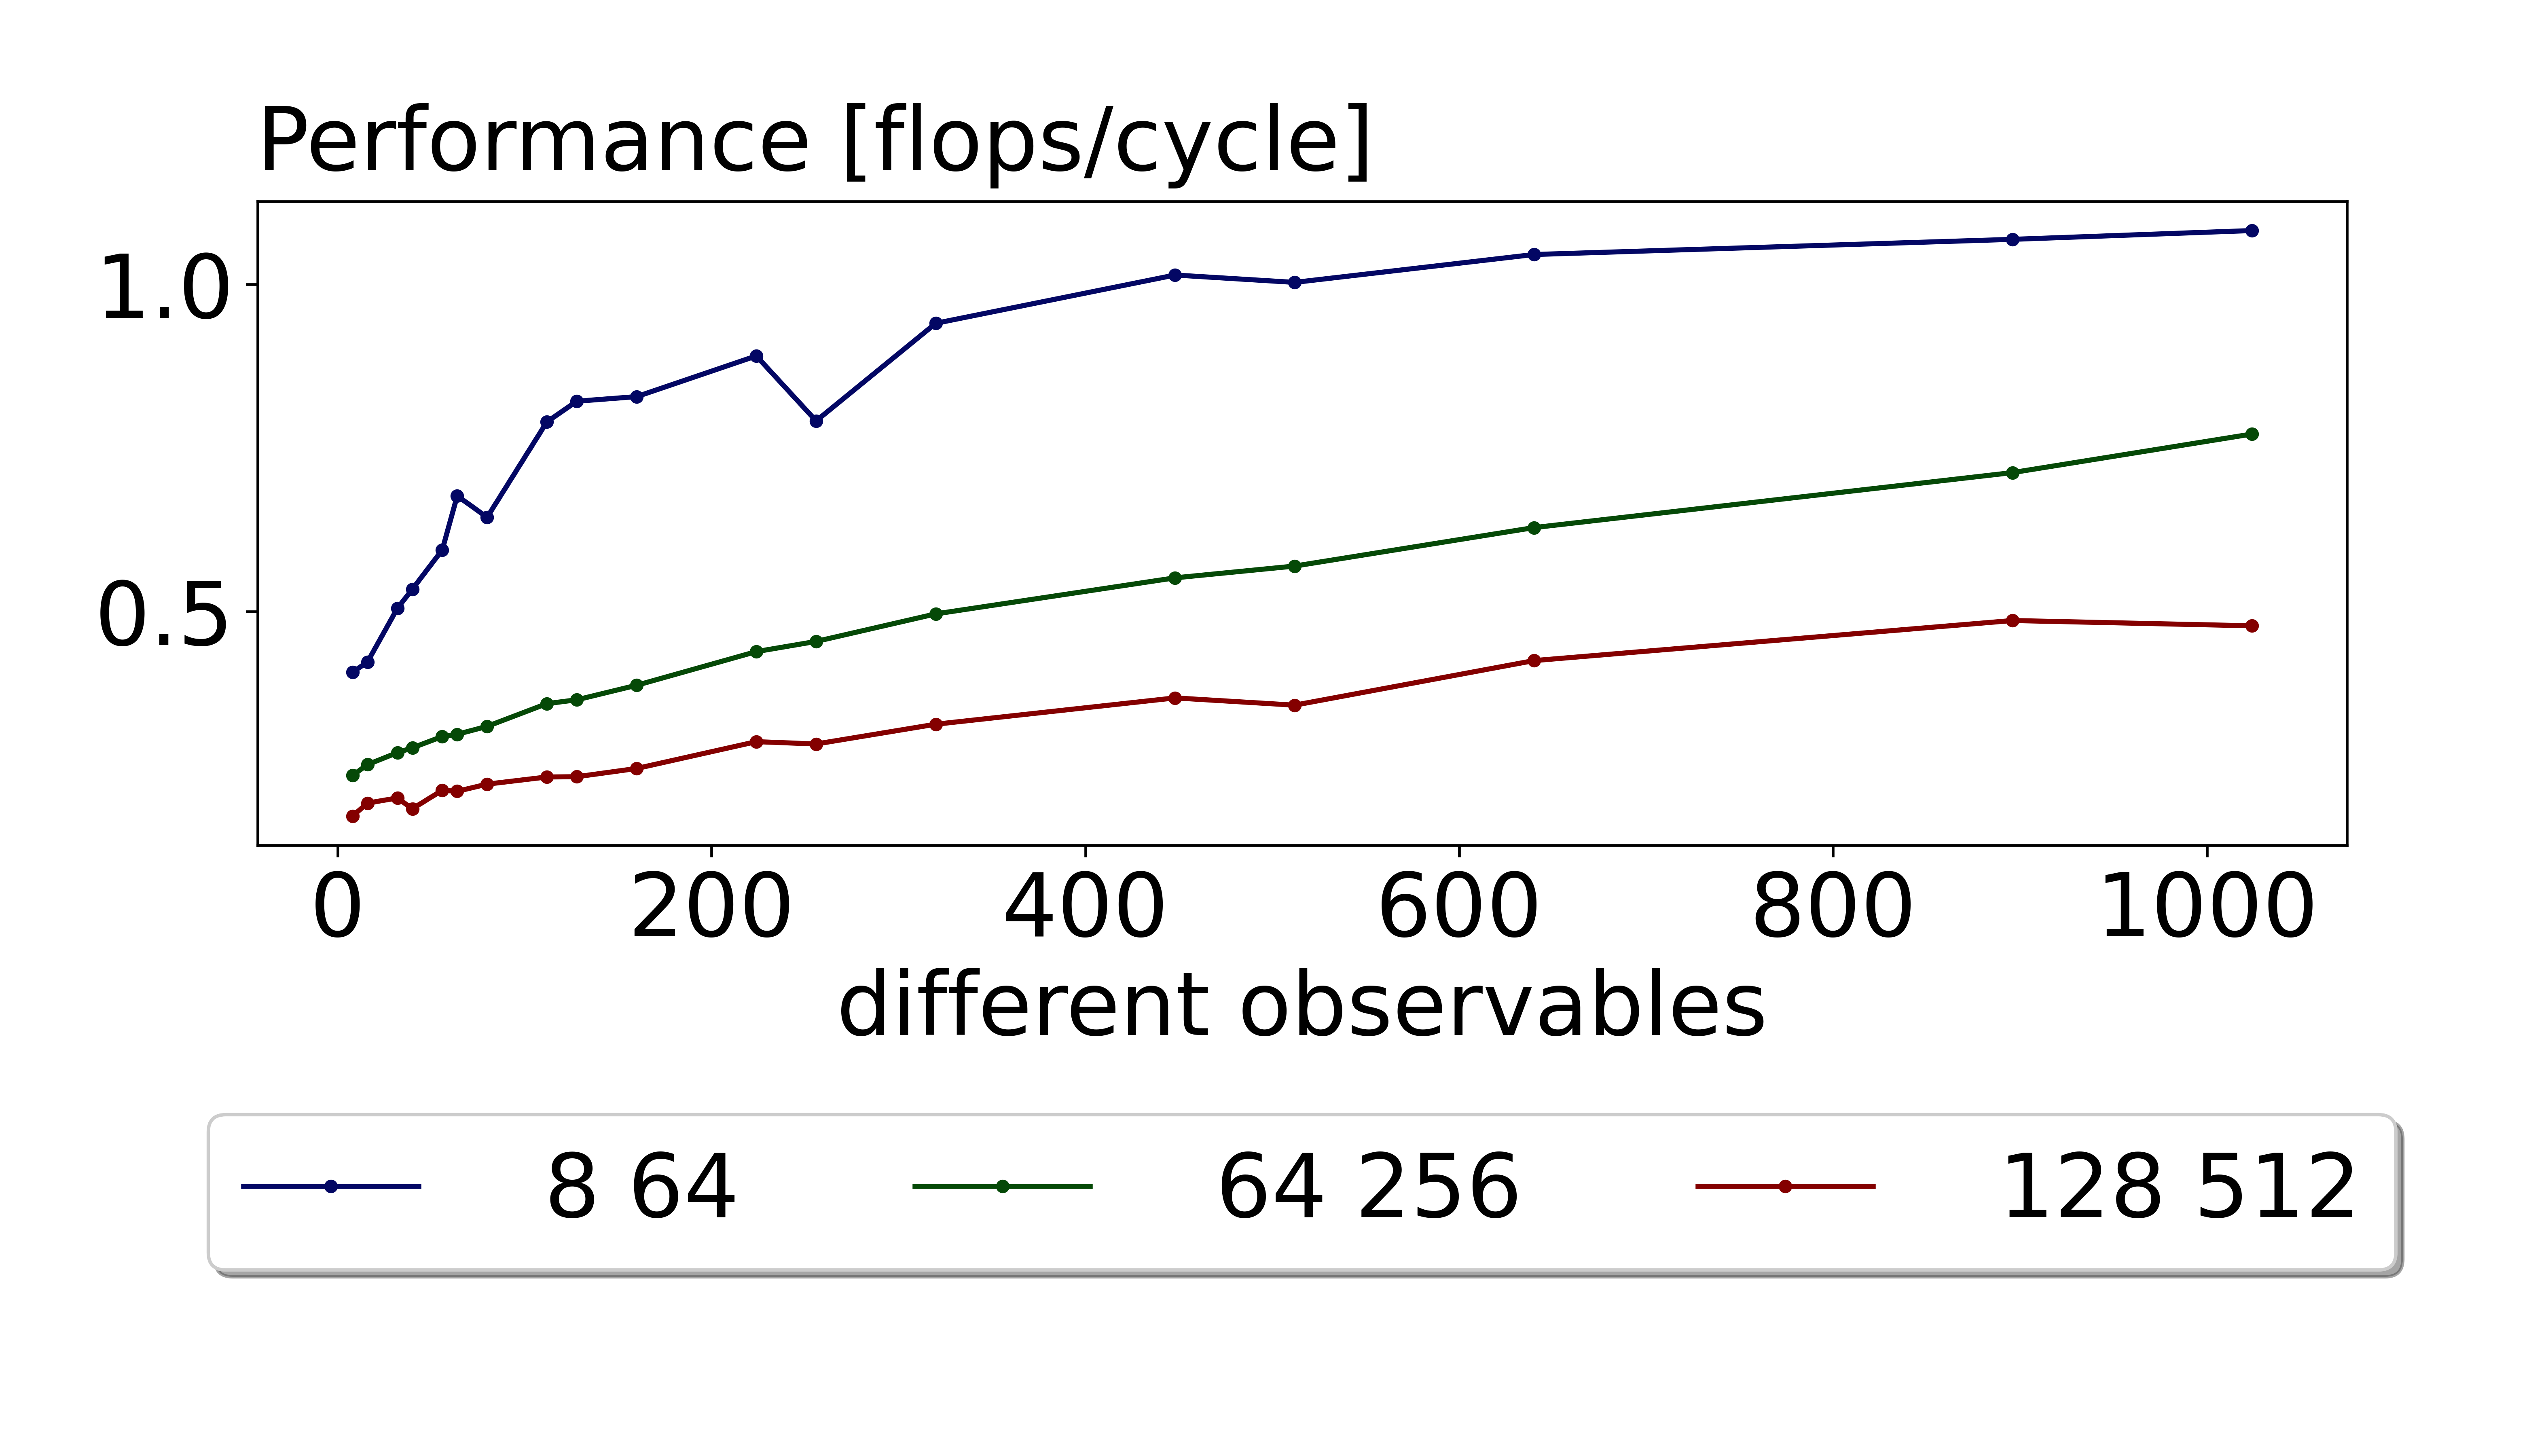 Performance [flops/cycle]
1.0
0.5
0 200 400 600 800 1000
different observables
8 64 64 256 128 512